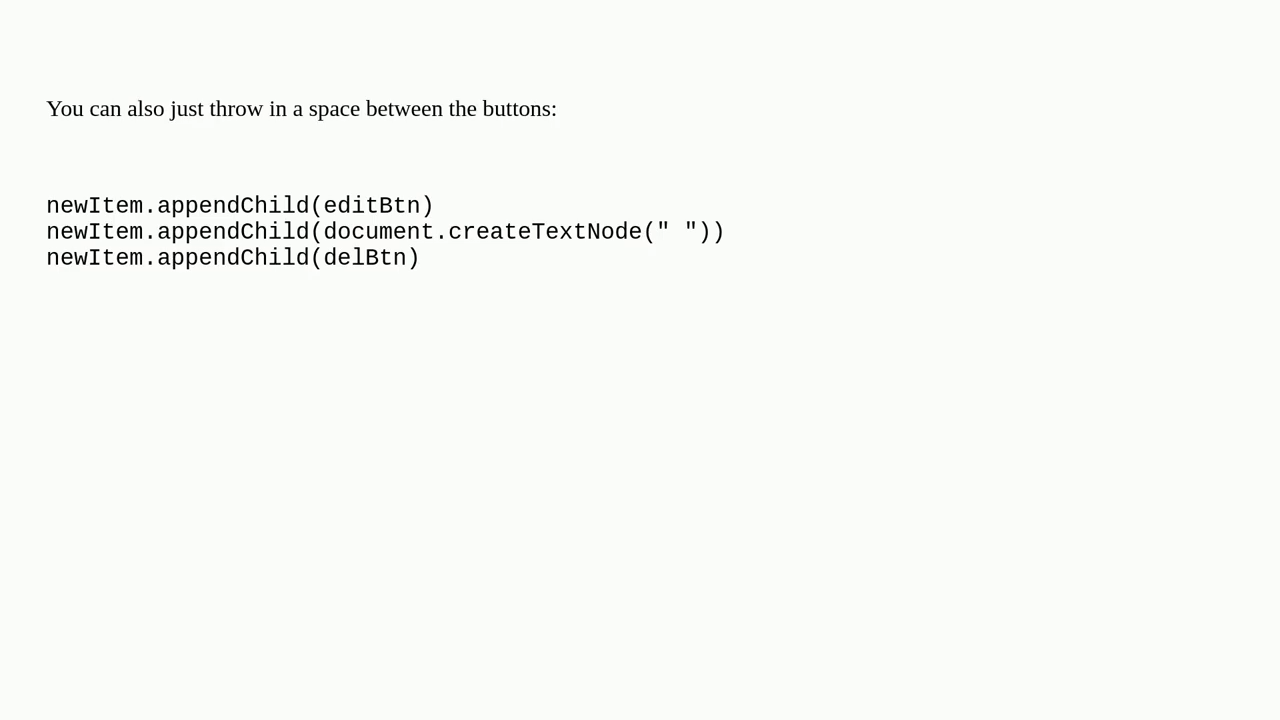 You can also just throw in a space between the buttons:
newItem.appendChild(editBtn)
newItem.appendChild(document.createTextNode(" "))
newItem.appendChild(delBtn)